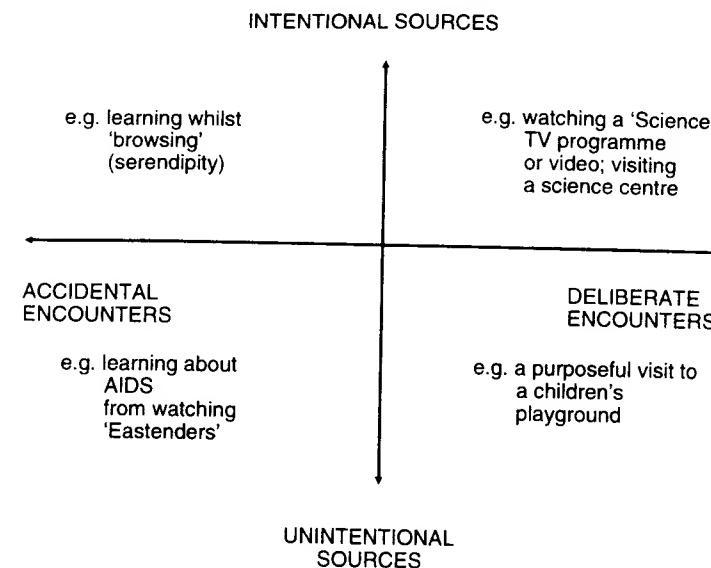 INTENTIONAL SOURCES
e.g. learning whilst
'browsing'
(serendipity)
e.g. watching a 'Science
TV programme
or video; visiting
a science centre
ACCIDENTAL
ENCOUNTERS
DELIBERATE
ENCOUNTERS
e.g. learning about
AIDS
from watching
'Eastenders'
e.g. a purposeful visit to
a children's
playground
UNINTENTIONAL
SOURCES